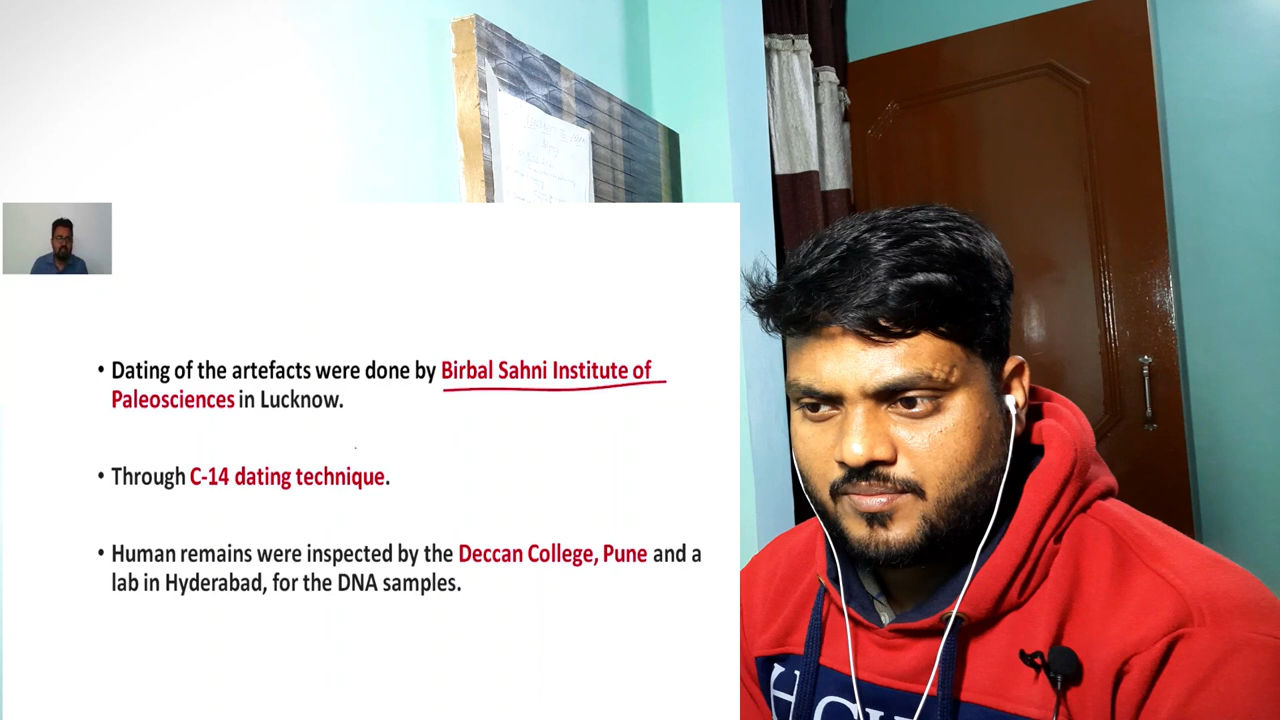 • Dating of the artefacts were done by Birbal Sahni Institute of
Paleosciences in Lucknow.
• Through C-14 dating technique.
• Human remains were inspected by the Deccan College, Pune and a
lab in Hyderabad, for the DNA samples.